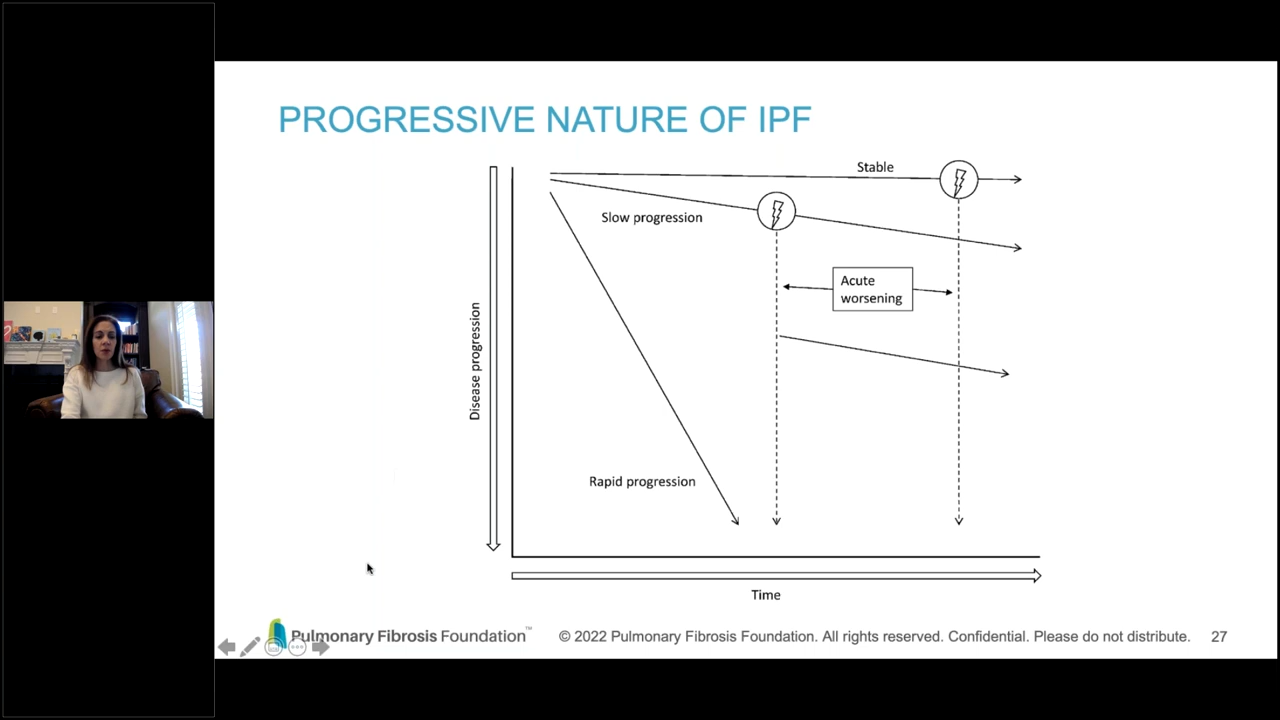 PROGRESSIVE NATURE OF IPF
Stable
Slow progression
Acute
worsening
Disease progression
Rapid progression
Time
Pulmonary Fibrosis Foundation™
© 2022 Pulmonary Fibrosis Foundation. All rights reserved. Confidential. Please do not distribute.
27